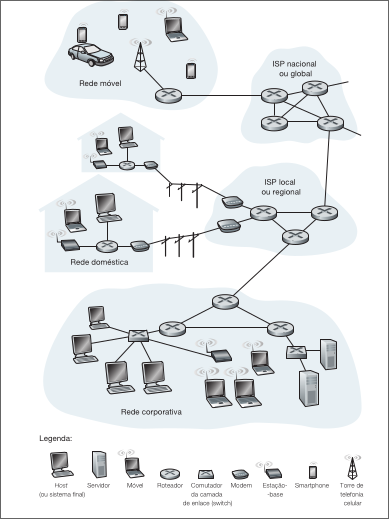 Rede móvel
ISP nacional
ou global
ISP local
ou regional
Rede doméstica
Rede corporativa
Legenda:
Host
(ou sistema final)
Servidor
Móvel
Roteador
Comutador
da camada
de enlace (switch)
Modem
Estação-
-base
Smartphone
Torre de
telefonia
celular